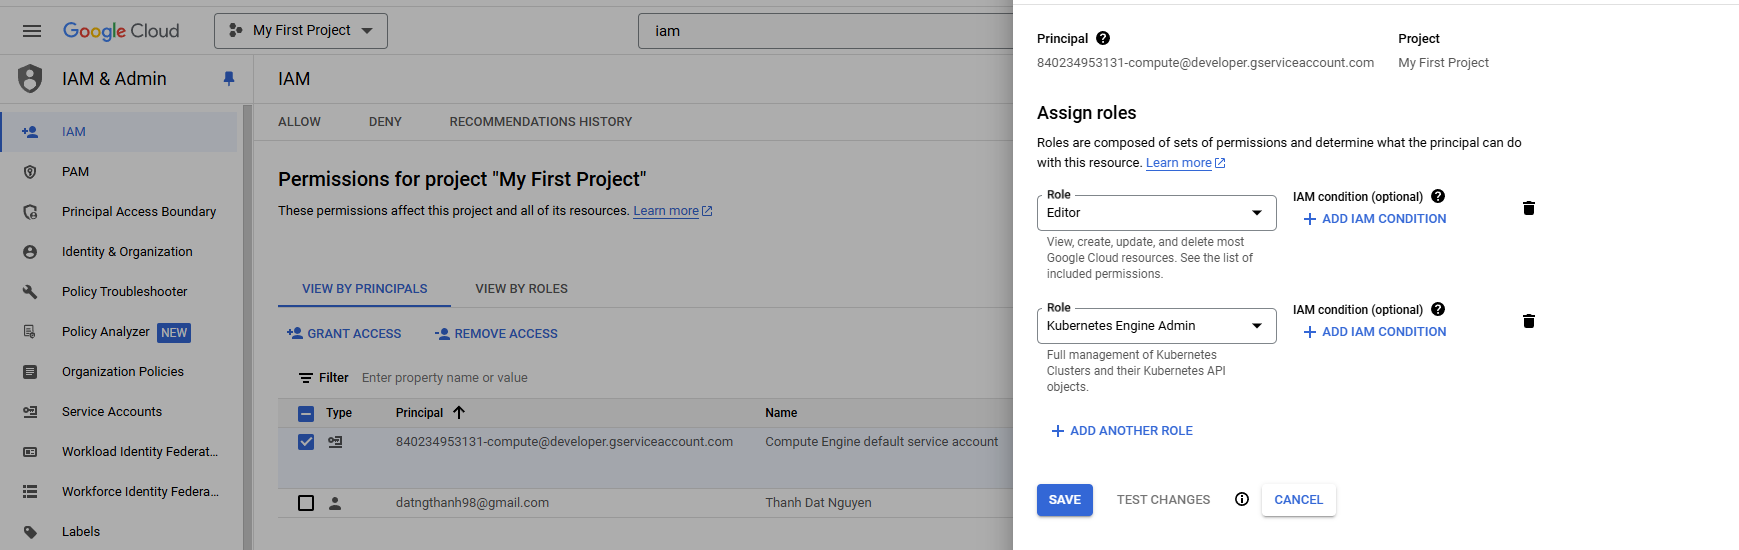 Google Cloud
My First Project
iam
IAM & Admin
IAM
PAM
Principal Access Boundary
Identity & Organization
Policy Troubleshooter
Policy Analyzer NEW
Organization Policies
Service Accounts
Workload Identity Federat...
Workforce Identity Federa...
Labels
IAM
ALLOW DENY RECOMMENDATIONS HISTORY
Permissions for project "My First Project"
These permissions affect this project and all of its resources. Learn more
VIEW BY PRINCIPALS VIEW BY ROLES
GRANT ACCESS REMOVE ACCESS
Filter Enter property name or value
Type Principal Name
840234953131-compute@developer.gserviceaccount.com Compute Engine default service account
datngthanh98@gmail.com Thanh Dat Nguyen
Principal Project
840234953131-compute@developer.gserviceaccount.com My First Project
Assign roles
Roles are composed of sets of permissions and determine what the principal can do
with this resource. Learn more
Role
Editor
IAM condition (optional)
+ ADD IAM CONDITION
View, create, update, and delete most
Google Cloud resources. See the list of
included permissions.
Role
Kubernetes Engine Admin
IAM condition (optional)
+ ADD IAM CONDITION
Full management of Kubernetes
Clusters and their Kubernetes API
objects.
+ ADD ANOTHER ROLE
SAVE TEST CHANGES CANCEL